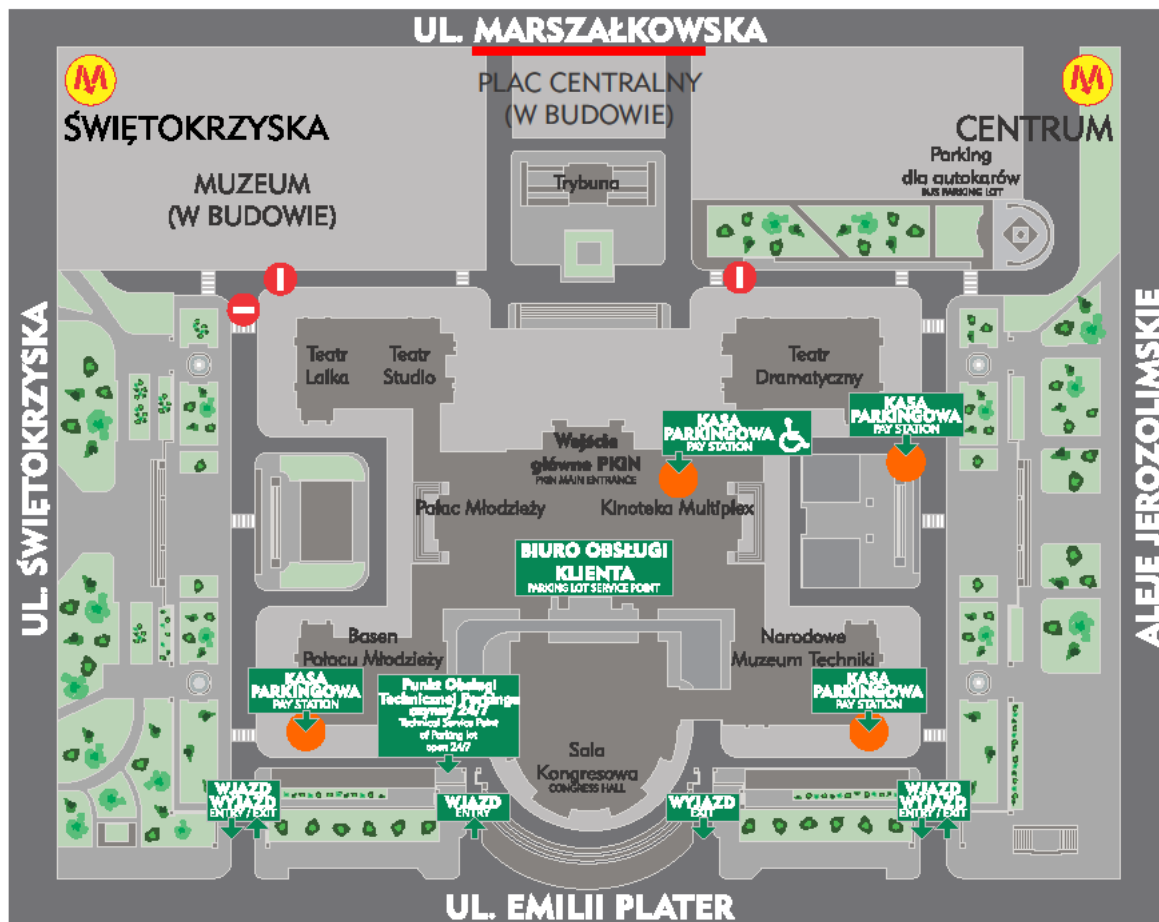 UL. MARSZAŁKOWSKA
M
ŚWIĘTOKRZYSKA
PLAC CENTRALNY
(W BUDOWIE)
M
CENTRUM
Parking
dla autokarów
BUS PARKING LOT
MUZEUM
(W BUDOWIE)
Trybuna
UL. ŚWIĘTOKRZYSKA
ALEJE JEROZOLIMSKIE
Teatr
Lalka
Teatr
Studio
Teatr
Dramatyczny
KASA
PARKINGOWA
PAY STATION
KASA
PARKINGOWA
PAY STATION
Wejście
główne PKIN
PKIN MAIN ENTRANCE
Pałac Młodzieży
Kinoteka Multiplex
BIURO OBSŁUGI
KLIENTA
PARKING LOT SERVICE POINT
Basen
Pałacu Młodzieży
Narodowe
Muzeum Techniki
KASA
PARKINGOWA
PAY STATION
Punkt Obsługi
Technicznej Parkingu
czynny 24/7
Technical Service Point
of Parking lot
open 24/7
KASA
PARKINGOWA
PAY STATION
Sala
Kongresowa
CONGRESS HALL
WJAZD
WYJAZD
ENTRY / EXIT
WJAZD
ENTRY
WYJAZD
EXIT
WJAZD
WYJAZD
ENTRY / EXIT
UL. EMILII PLATER